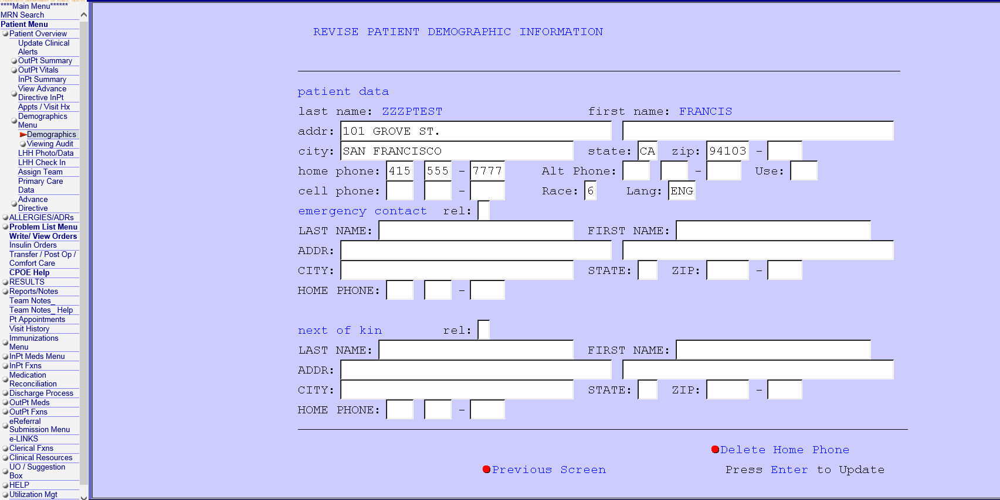 ****Main Menu******
MRN Search
Patient Menu
Patient Overview
Update Clinical
Alerts
OutPt Summary
OutPt Vitals
InPt Summary
View Advance
Directive InPt
Appts / Visit Hx
Demographics
Menu
Demographics
Viewing Audit
LHH Photo/Data
LHH Check In
Assign Team
Primary Care
Data
Advance
Directive
ALLERGIES/ADRs
Problem List Menu
Write/ View Orders
Insulin Orders
Transfer / Post Op /
Comfort Care
CPOE Help
RESULTS
Reports/Notes
Team Notes_
Team Notes_ Help
Pt Appointments
Visit History
Immunizations
Menu
InPt Meds Menu
InPt Fxns
Medication
Reconciliation
Discharge Process
OutPt Meds
OutPt Fxns
eReferral
Submission Menu
e-LINKS
Clerical Fxns
Clinical Resources
UO / Suggestion
Box
HELP
Utilization Mgt
REVISE PATIENT DEMOGRAPHIC INFORMATION
patient data
last name: ZZZPTEST first name: FRANCIS
addr: 101 GROVE ST.
city: SAN FRANCISCO state: CA zip: 94103 -
home phone: 415 555 - 7777 Alt Phone: - Use:
cell phone: - Race: 6 Lang: ENG
emergency contact rel:
LAST NAME: FIRST NAME:
ADDR:
CITY: STATE: ZIP: -
HOME PHONE: -
next of kin rel:
LAST NAME: FIRST NAME:
ADDR:
CITY: STATE: ZIP: -
HOME PHONE: -
Delete Home Phone
Previous Screen Press Enter to Update